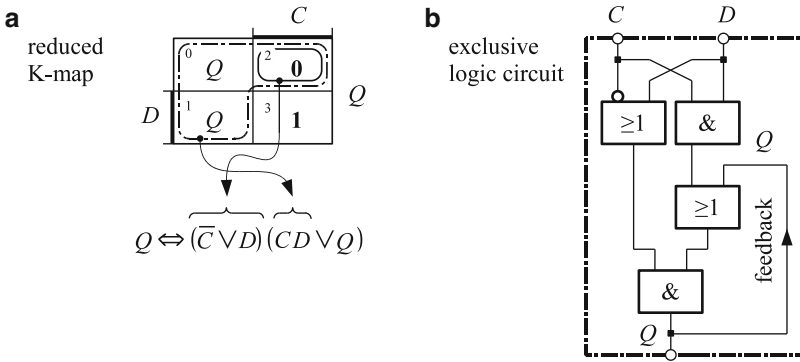 a
reduced
K-map
C
D
Q
0
Q
2
0
1
Q
3
1
Q ⇔ (C̅ ∨ D) (CD ∨ Q)
b
exclusive
logic circuit
C
D
≥1
&
Q
≥1
feedback
&
Q